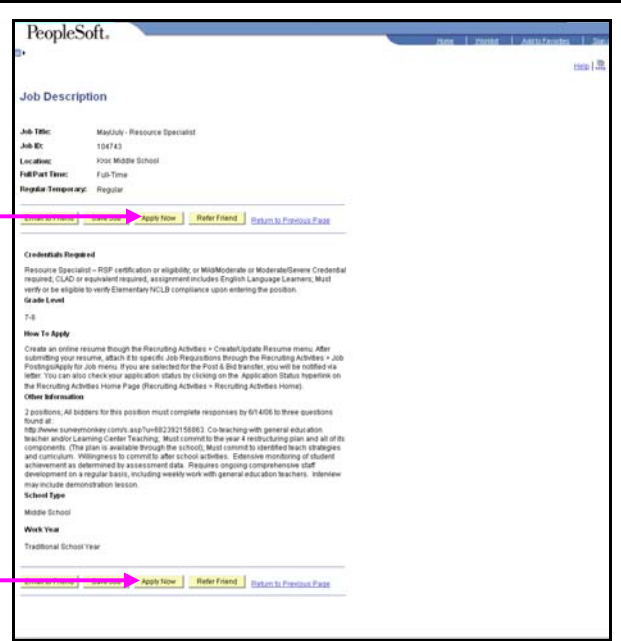 PeopleSoft.
Home | Worklist | Add to Favorites | Sign
Help |
Job Description
Job Title: May/July - Resource Specialist
Job ID: 104743
Location: Kroc Middle School
Full/Part Time: Full-Time
Regular/Temporary: Regular
Email to Friend Save Job Apply Now Refer Friend Return to Previous Page
Credentials Required
Resource Specialist – RSP certification or eligibility; or Mild/Moderate or Moderate/Severe Credential
required; CLAD or equivalent required, assignment includes English Language Learners; Must
verify or be eligible to verify Elementary NCLB compliance upon entering the position.
Grade Level
7-8
How To Apply
Create an online resume though the Recruiting Activities > Create/Update Resume menu. After
submitting your resume, attach it to specific Job Requisitions through the Recruiting Activities > Job
Postings/Apply for Job menu. If you are selected for the Post & Bid transfer, you will be notified via
letter. You can also check your application status by clicking on the Application Status hyperlink on
the Recruiting Activities Home Page (Recruiting Activities > Recruiting Activities Home).
Other Information
2 positions; All bidders for this position must complete responses by 6/14/06 to three questions
found at :
http://www.surveymonkey.com/s.asp?u=682392156863. Co-teaching with general education
teacher and/or Learning Center Teaching; Must commit to the year 4 restructuring plan and all of its
components. (The plan is available through the school); Must commit to identified teach strategies
and curriculum. Willingness to commit to after school activities. Extensive monitoring of student
achievement as determined by assessment data. Requires ongoing comprehensive staff
development on a regular basis, including weekly work with general education teachers. Interview
may include demonstration lesson.
School Type
Middle School
Work Year
Traditional School Year
Email to Friend Save Job Apply Now Refer Friend Return to Previous Page